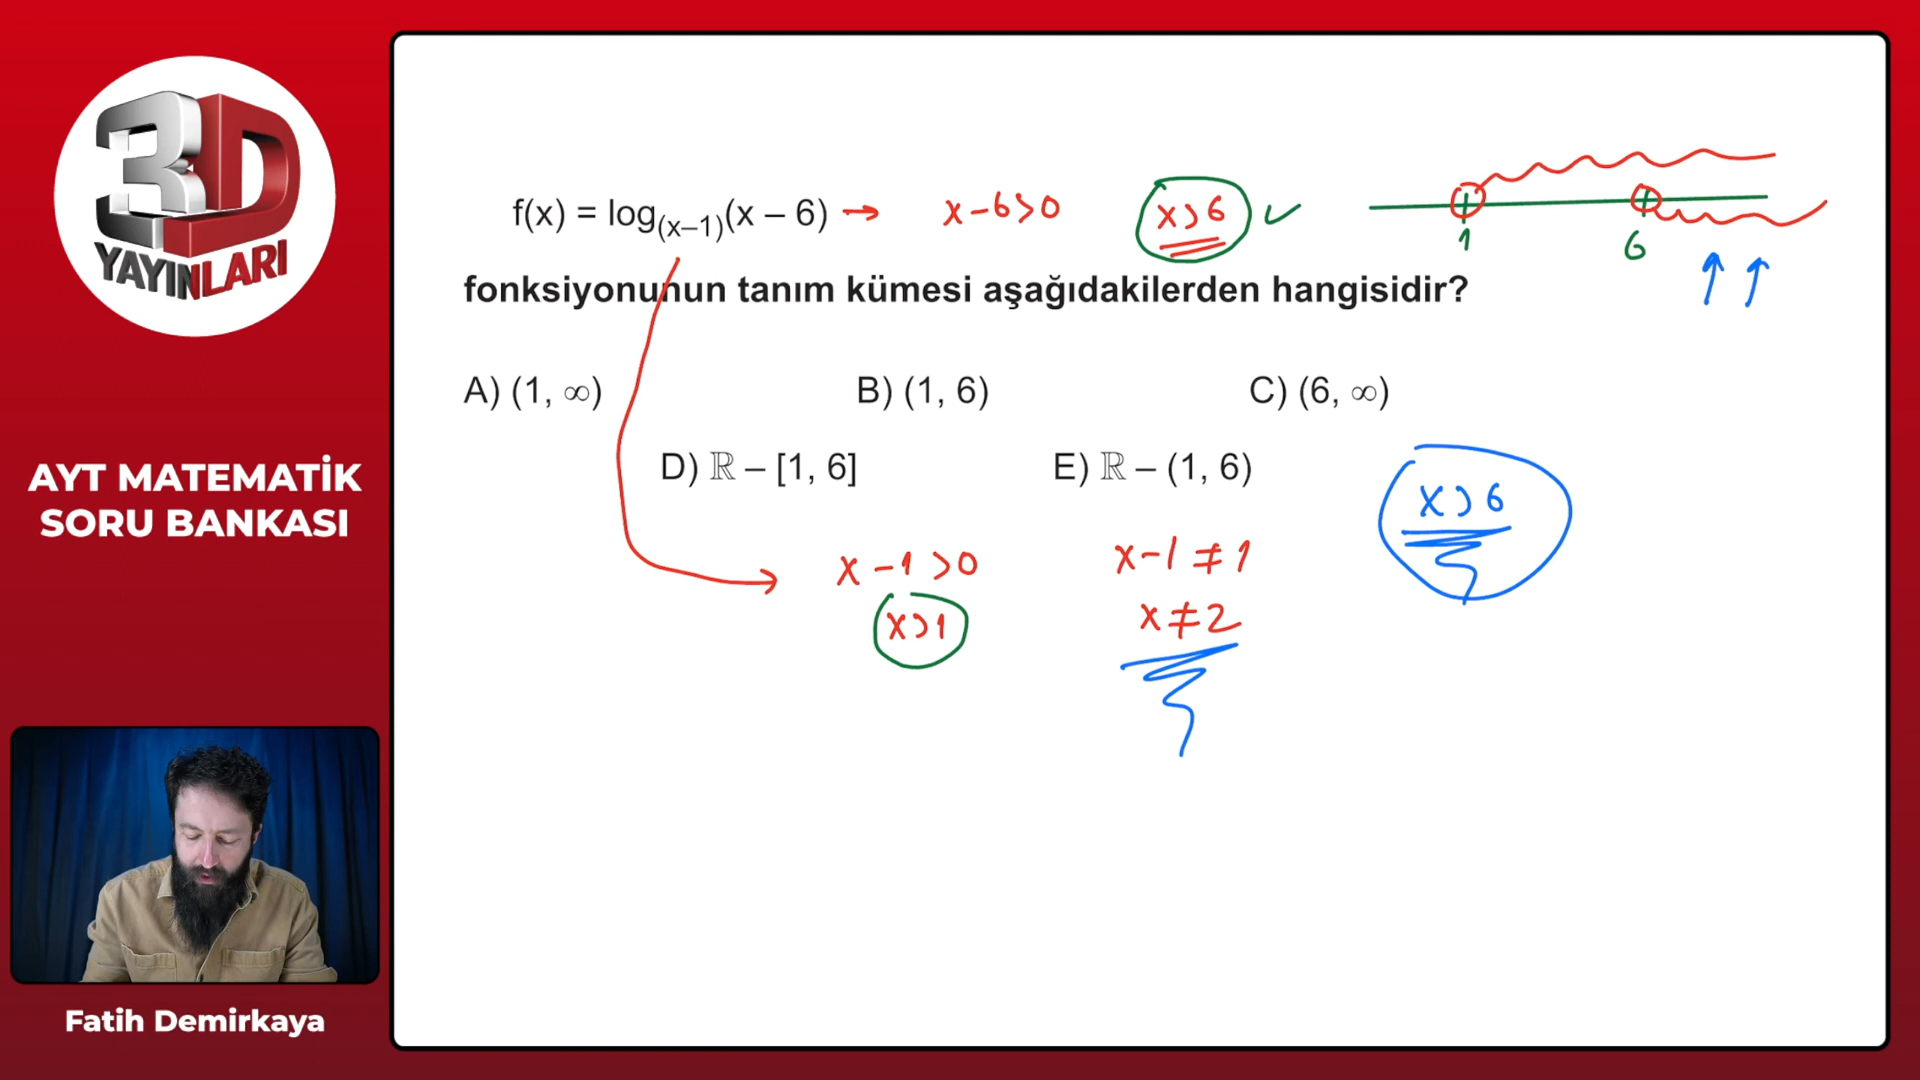 3D
YAYINLARI
AYT MATEMATİK
SORU BANKASI
Fatih Demirkaya
f(x) = log(x–1)(x – 6) → x-6>0 x>6 ✓
1 6
fonksiyonunun tanım kümesi aşağıdakilerden hangisidir?
A) (1, ∞) B) (1, 6) C) (6, ∞)
D) ℝ – [1, 6] E) ℝ – (1, 6)
x>6
x-1>0 x-1≠1
x>1 x≠2